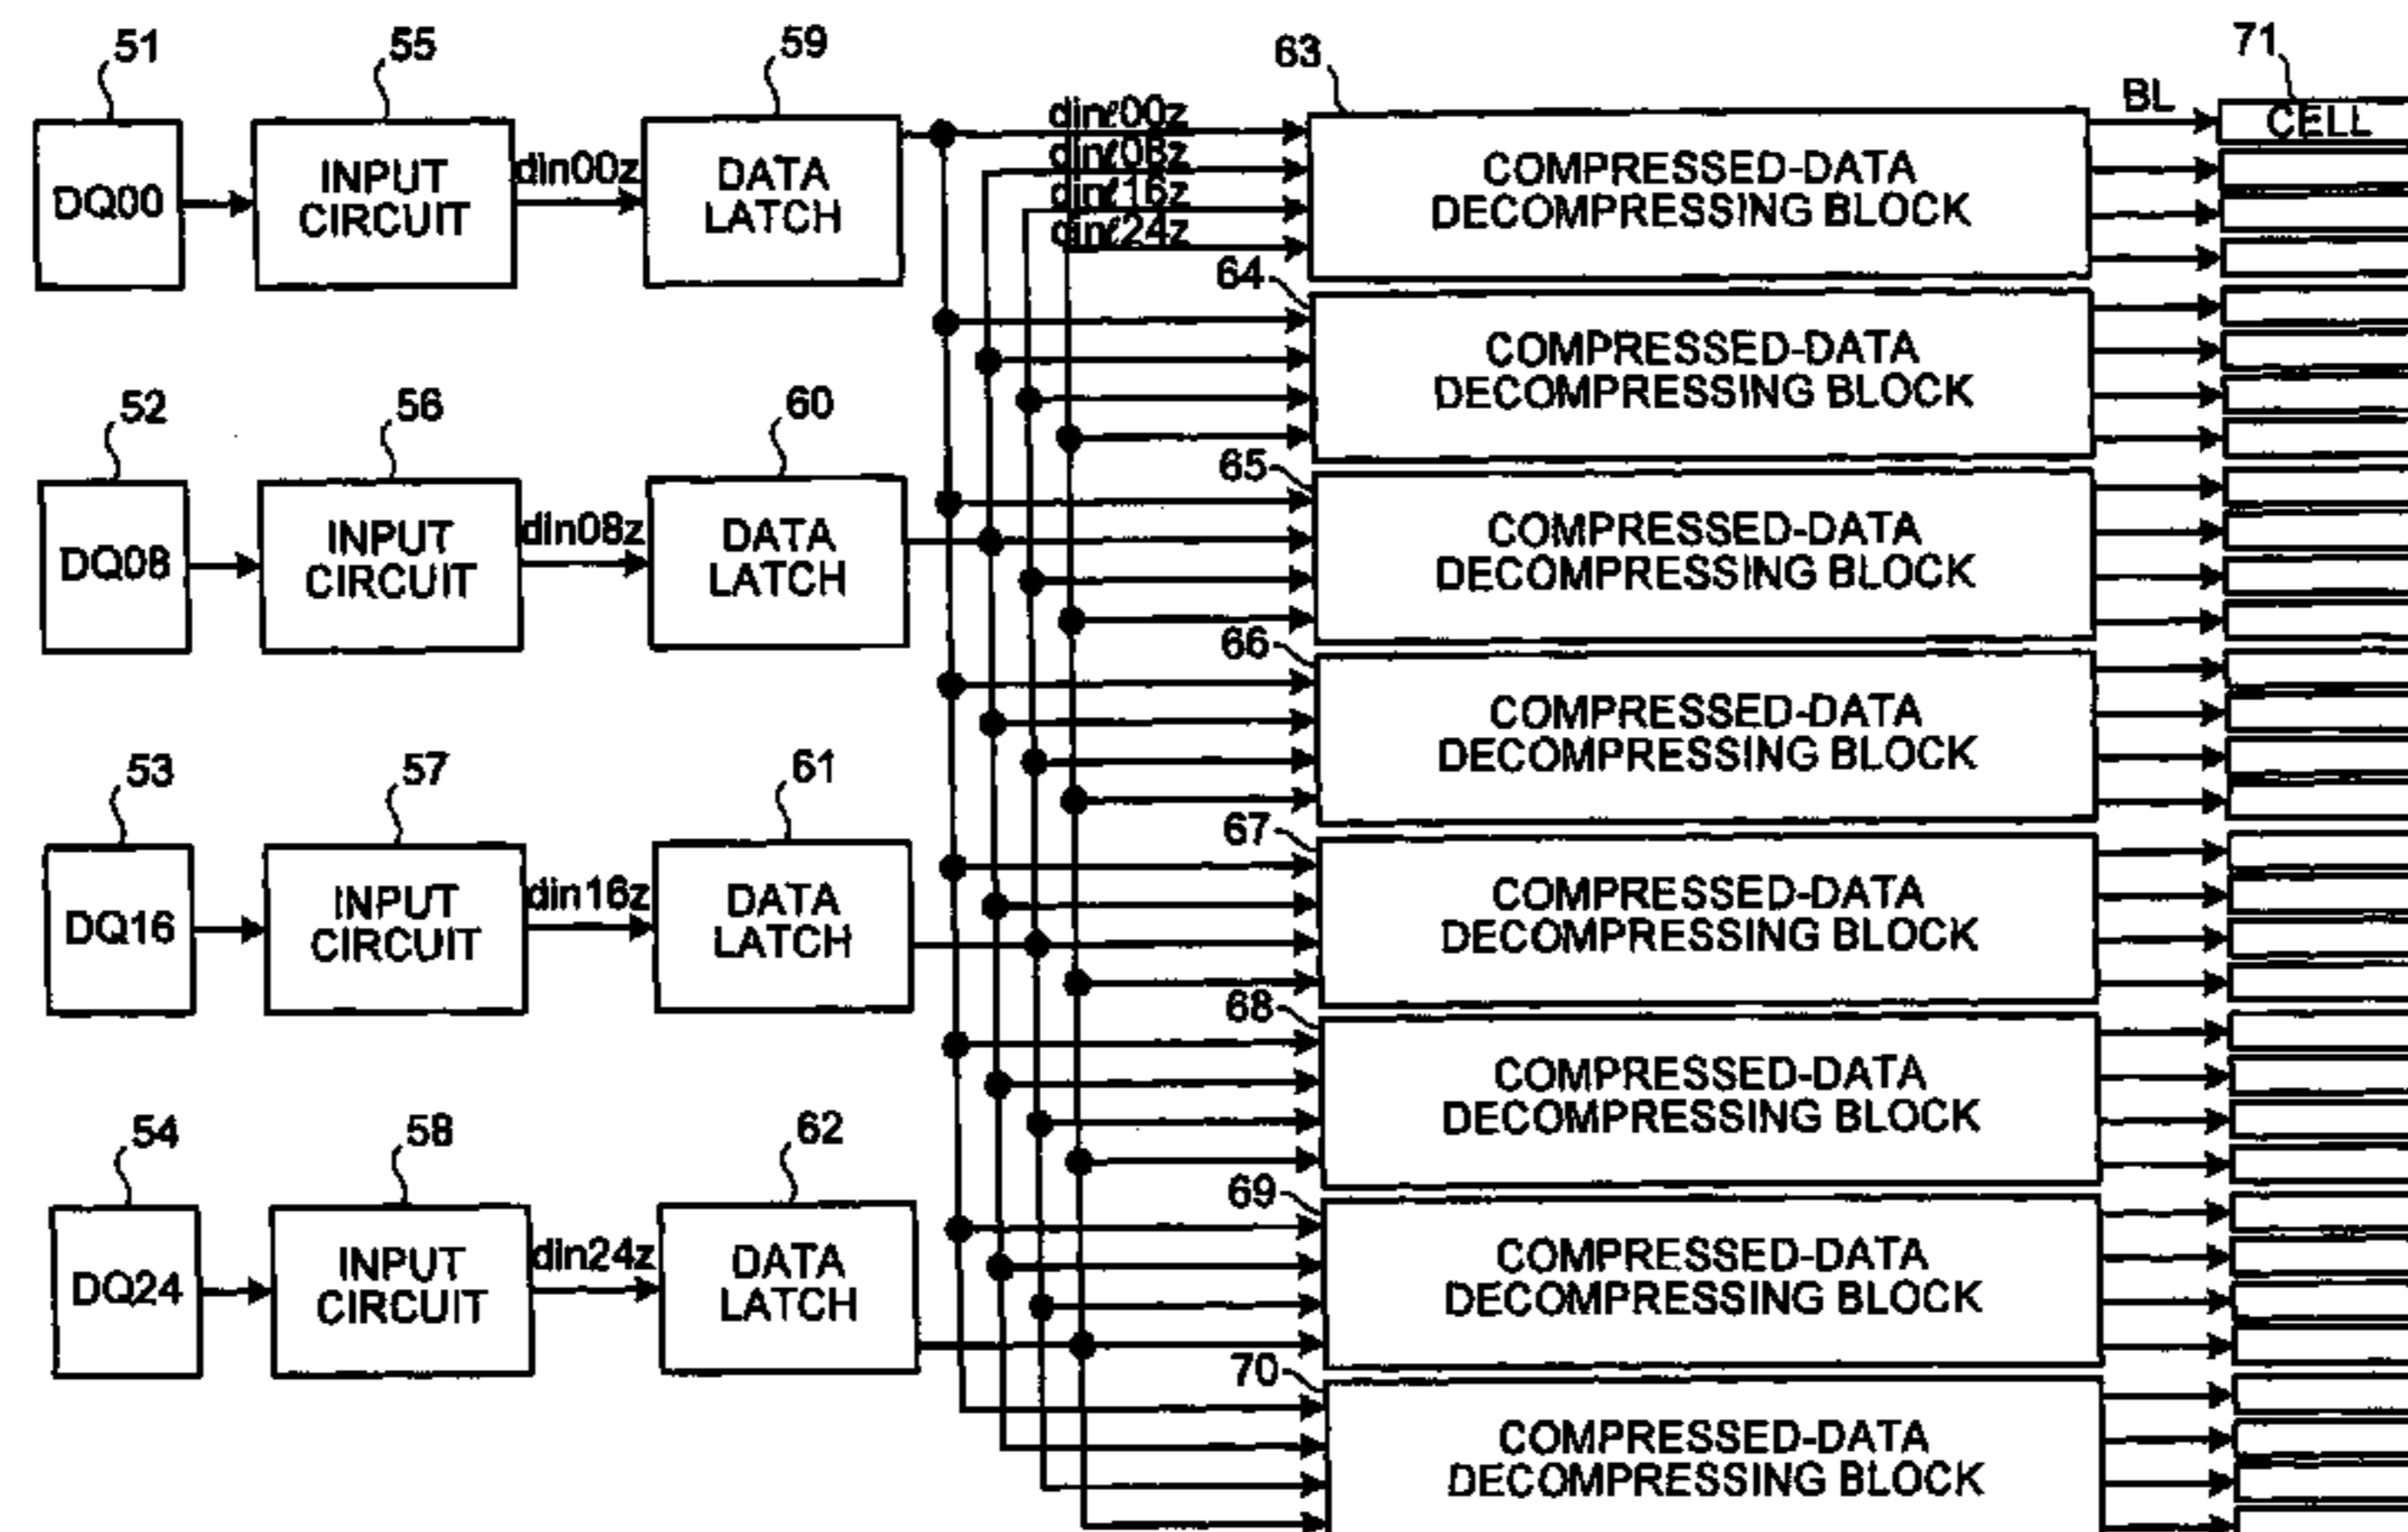 51
55
59
63
71
DQ00
INPUT
CIRCUIT
din00z
DATA
LATCH
dinℓ00z
dinℓ08z
dinℓ16z
dinℓ24z
COMPRESSED-DATA
DECOMPRESSING BLOCK
BL
CELL
64
COMPRESSED-DATA
DECOMPRESSING BLOCK
52
56
60
65
DQ08
INPUT
CIRCUIT
din08z
DATA
LATCH
COMPRESSED-DATA
DECOMPRESSING BLOCK
66
COMPRESSED-DATA
DECOMPRESSING BLOCK
53
57
61
67
DQ16
INPUT
CIRCUIT
din16z
DATA
LATCH
COMPRESSED-DATA
DECOMPRESSING BLOCK
68
COMPRESSED-DATA
DECOMPRESSING BLOCK
54
58
62
69
DQ24
INPUT
CIRCUIT
din24z
DATA
LATCH
COMPRESSED-DATA
DECOMPRESSING BLOCK
70
COMPRESSED-DATA
DECOMPRESSING BLOCK